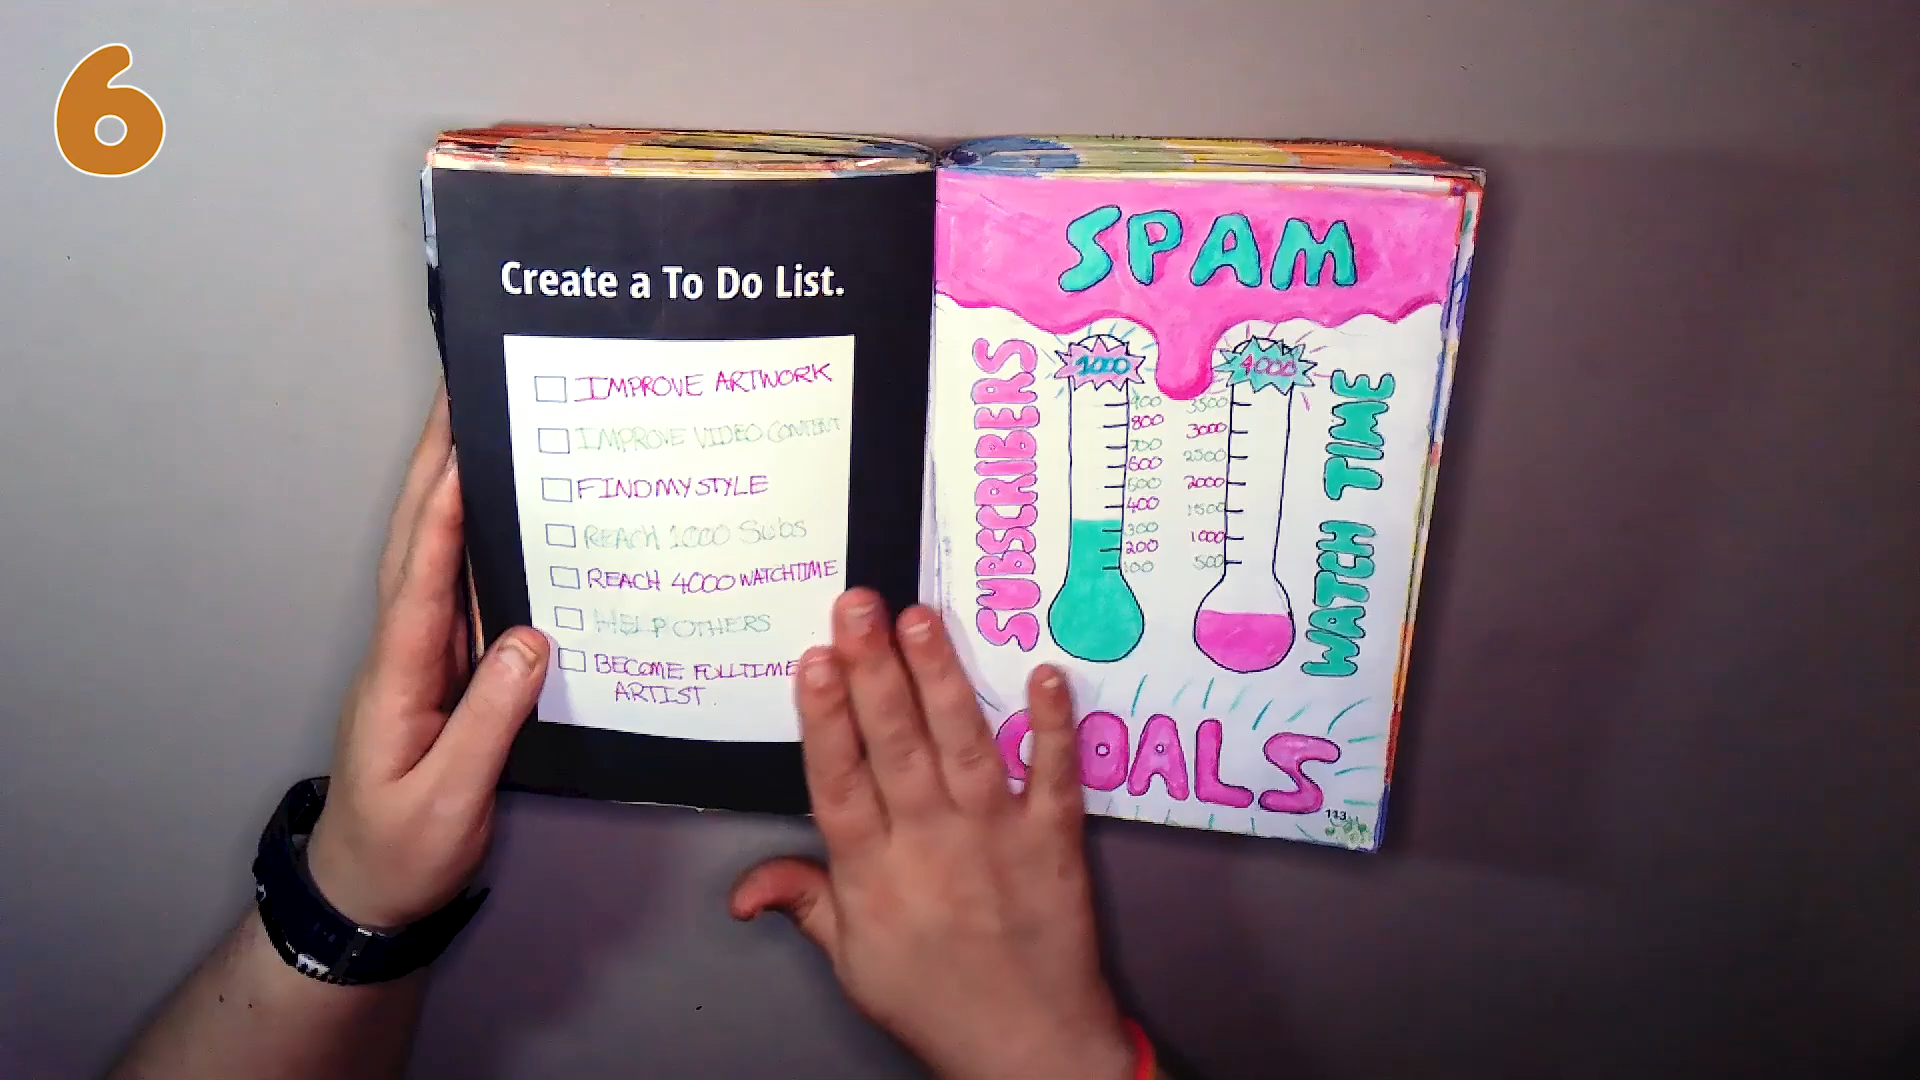 6
Create a To Do List.
IMPROVE ARTWORK
IMPROVE VIDEO CONTENT
FIND MY STYLE
REACH 1000 SUBS
REACH 4000 WATCHTIME
HELP OTHERS
BECOME FULLTIME
ARTIST.
SPAM
SUBSCRIBERS
1000
900
800
700
600
500
400
300
200
100
4000
3500
3000
2500
2000
1500
1000
500
WATCH TIME
GOALS
113